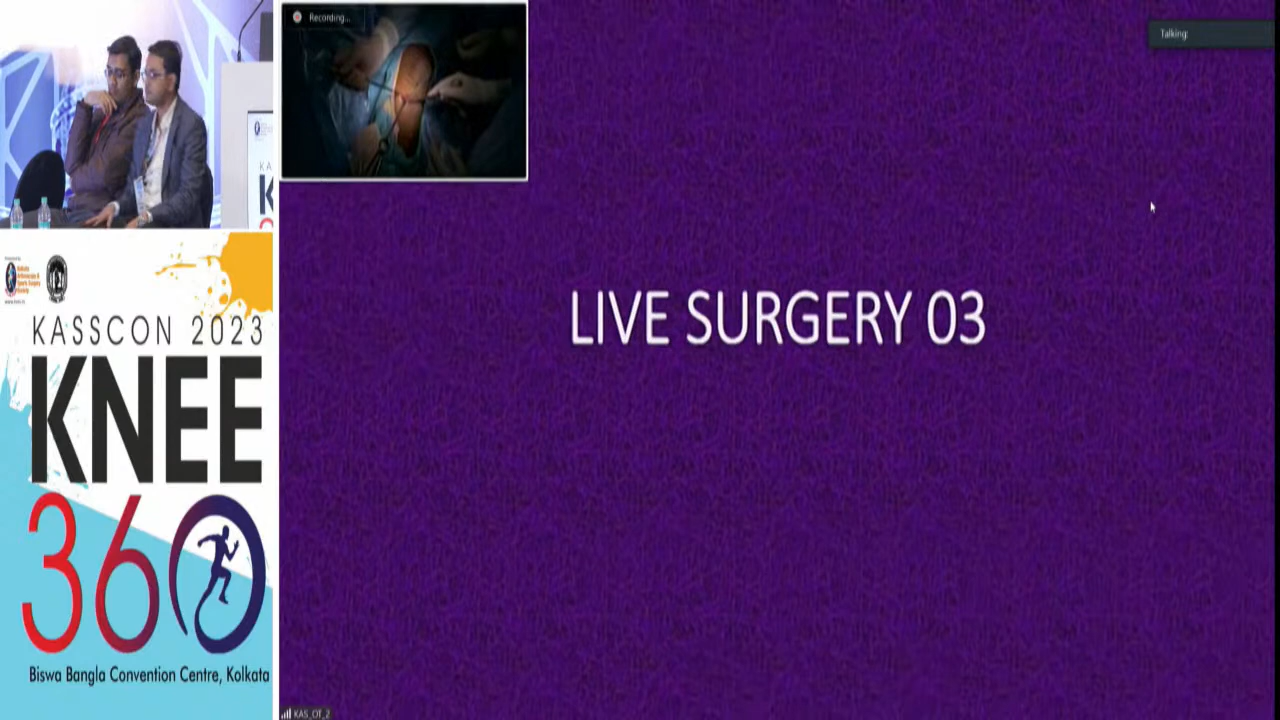 Recording...
Talking:
LIVE SURGERY 03
KASSCON 2023
KNEE
360
Biswa Bangla Convention Centre, Kolkata
KAS_OT_2